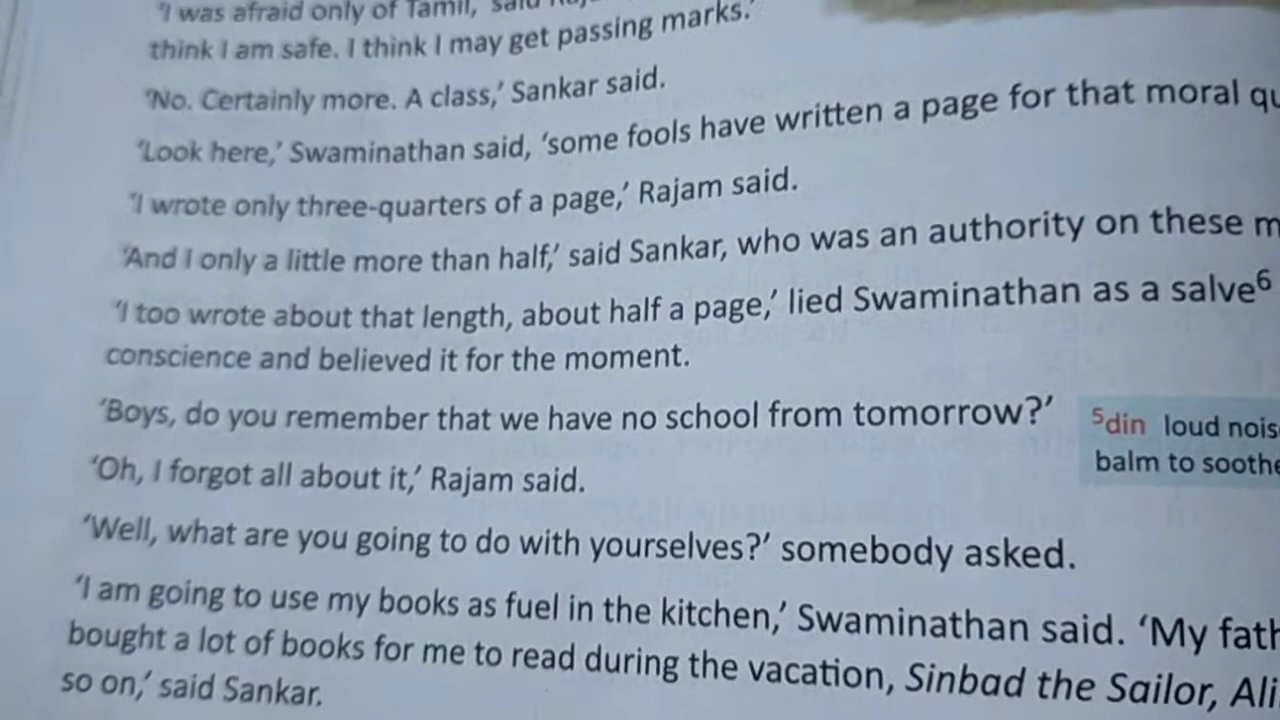 'I was afraid only of Tamil,' said
think I am safe. I think I may get passing marks.'
'No. Certainly more. A class,' Sankar said.
'Look here,' Swaminathan said, 'some fools have written a page for that moral
'I wrote only three-quarters of a page,' Rajam said.
'And I only a little more than half,' said Sankar, who was an authority on these
'I too wrote about that length, about half a page,' lied Swaminathan as a salve⁶
conscience and believed it for the moment.
'Boys, do you remember that we have no school from tomorrow?'
⁵din loud
balm to
'Oh, I forgot all about it,' Rajam said.
'Well, what are you going to do with yourselves?' somebody asked.
'I am going to use my books as fuel in the kitchen,' Swaminathan said. 'My
bought a lot of books for me to read during the vacation, Sinbad the Sailor,
so on,' said Sankar.